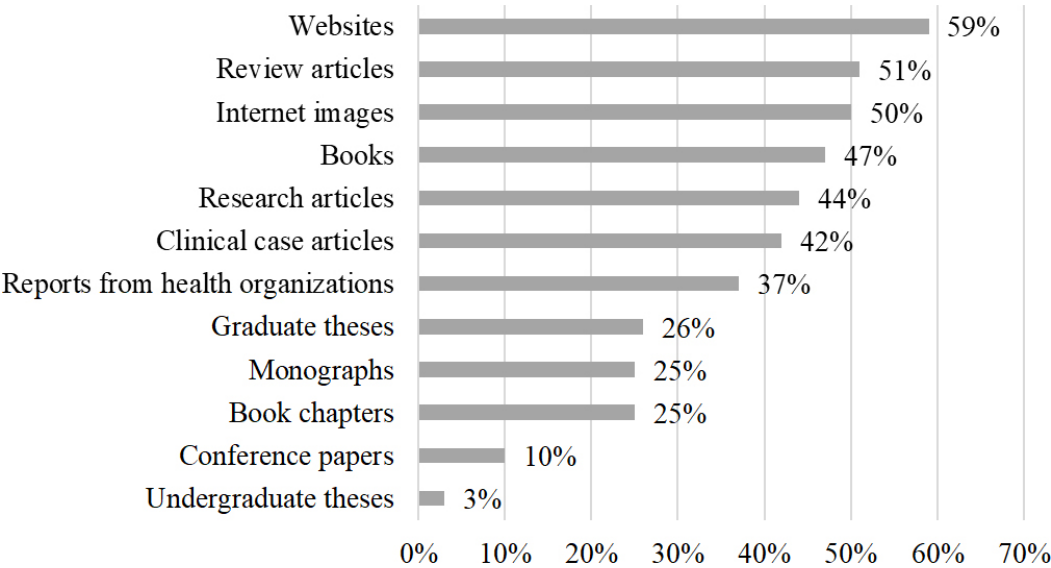 Websites 59%
Review articles 51%
Internet images 50%
Books 47%
Research articles 44%
Clinical case articles 42%
Reports from health organizations 37%
Graduate theses 26%
Monographs 25%
Book chapters 25%
Conference papers 10%
Undergraduate theses 3%
0% 10% 20% 30% 40% 50% 60% 70%